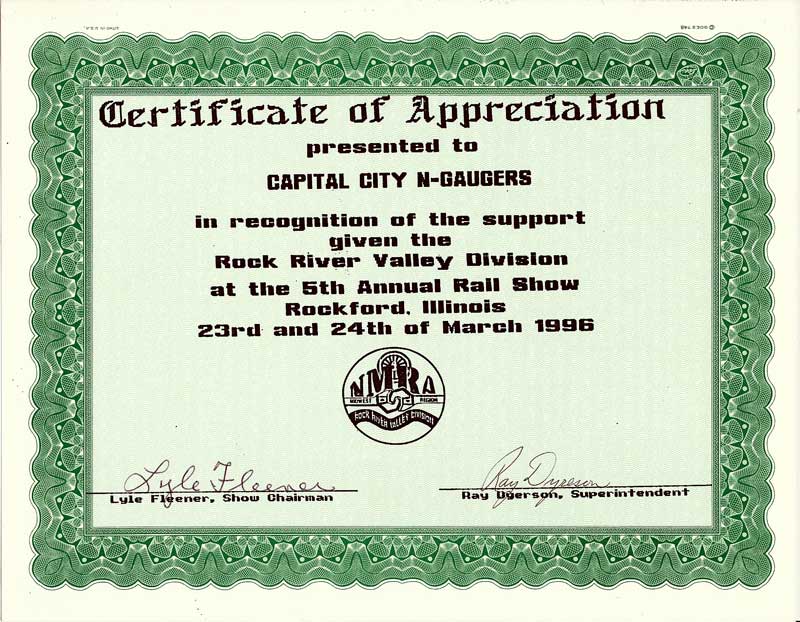 Certificate of Appreciation
presented to
CAPITAL CITY N-GAUGERS
in recognition of the support
given the
Rock River Valley Division
at the 5th Annual Rail Show
Rockford, Illinois
23rd and 24th of March 1996
NMRA
MIDWEST REGION
ROCK RIVER VALLEY DIVISION
Lyle Fleener Ray Dyerson
Lyle Fleener, Show Chairman Ray Dyerson, Superintendent